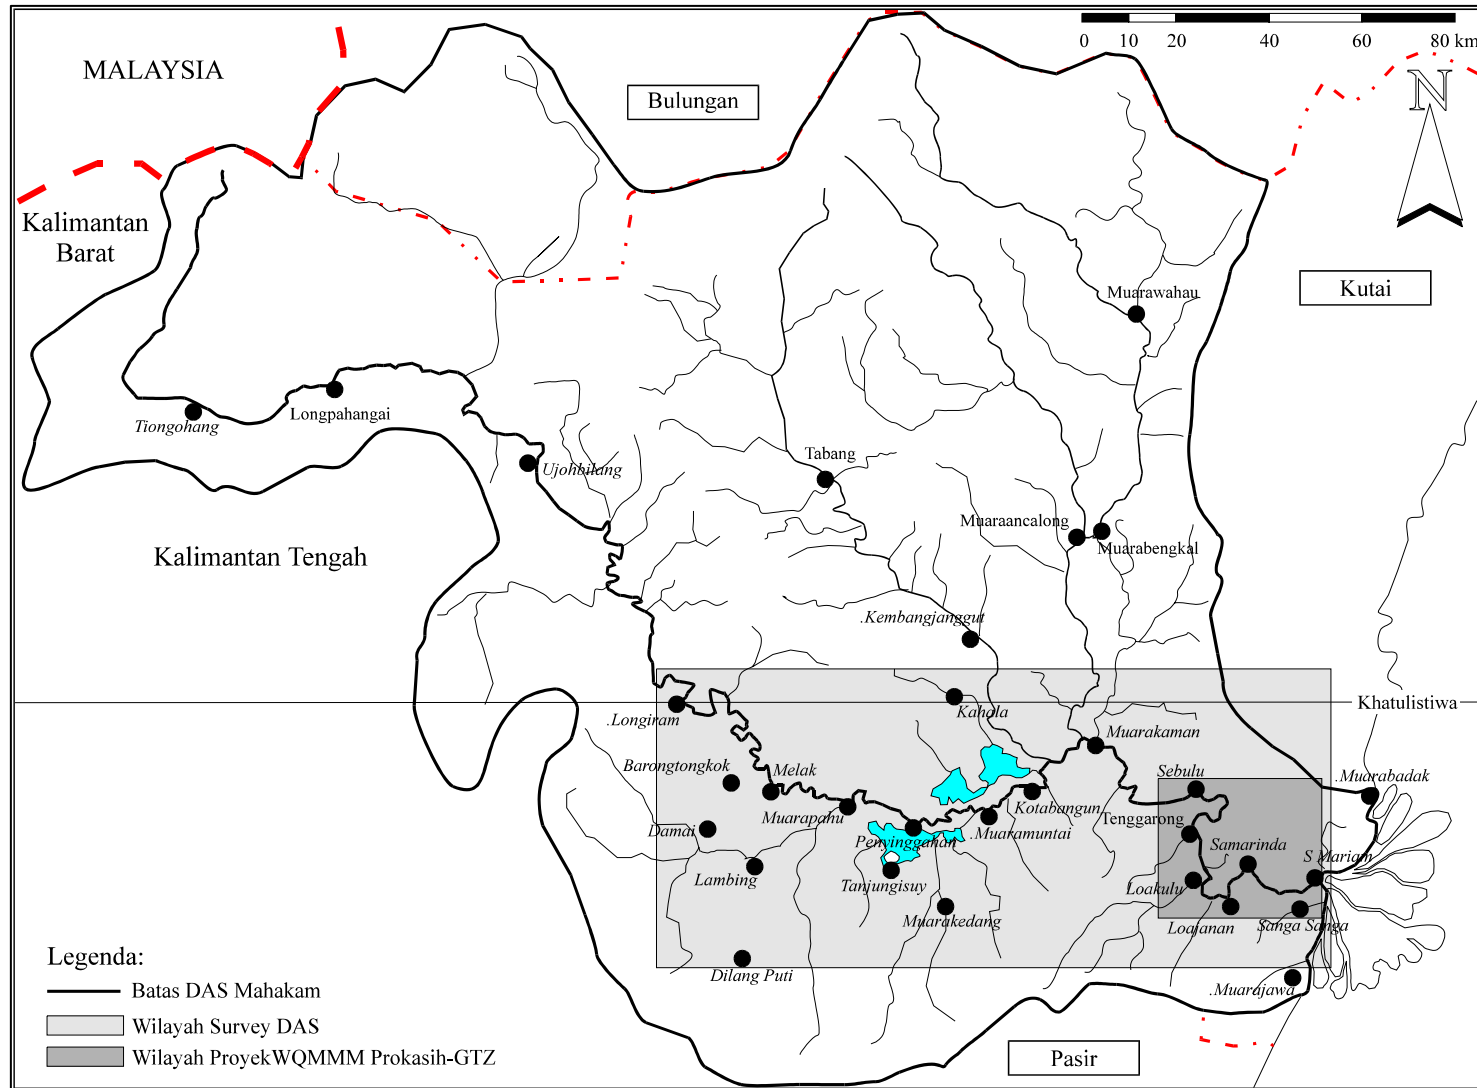 0 10 20 40 60 80 km
MALAYSIA
Bulungan
N
Kalimantan
Barat
Kutai
Muarawahau
Longpahangai
Tiongohang
Ujohbilang
Tabang
Muaraancalong
Muarabengkal
Kalimantan Tengah
.Kembangjanggut
Khatulistiwa
.Longiram
Kahala
Muarakaman
Barongtongkok
Melak
Sebulu
.Muarabadak
Muarapahu
Kotabangun
Damai
Penyinggahan
.Muaramuntai
Tenggarong
Samarinda
S Mariam
Lambing
Tanjungisuy
Loakulu
Muarakedang
Loajanan
Sanga Sanga
Dilang Puti
.Muarajawa
Legenda:
Batas DAS Mahakam
Wilayah Survey DAS
Wilayah ProyekWQMMM Prokasih-GTZ
Pasir